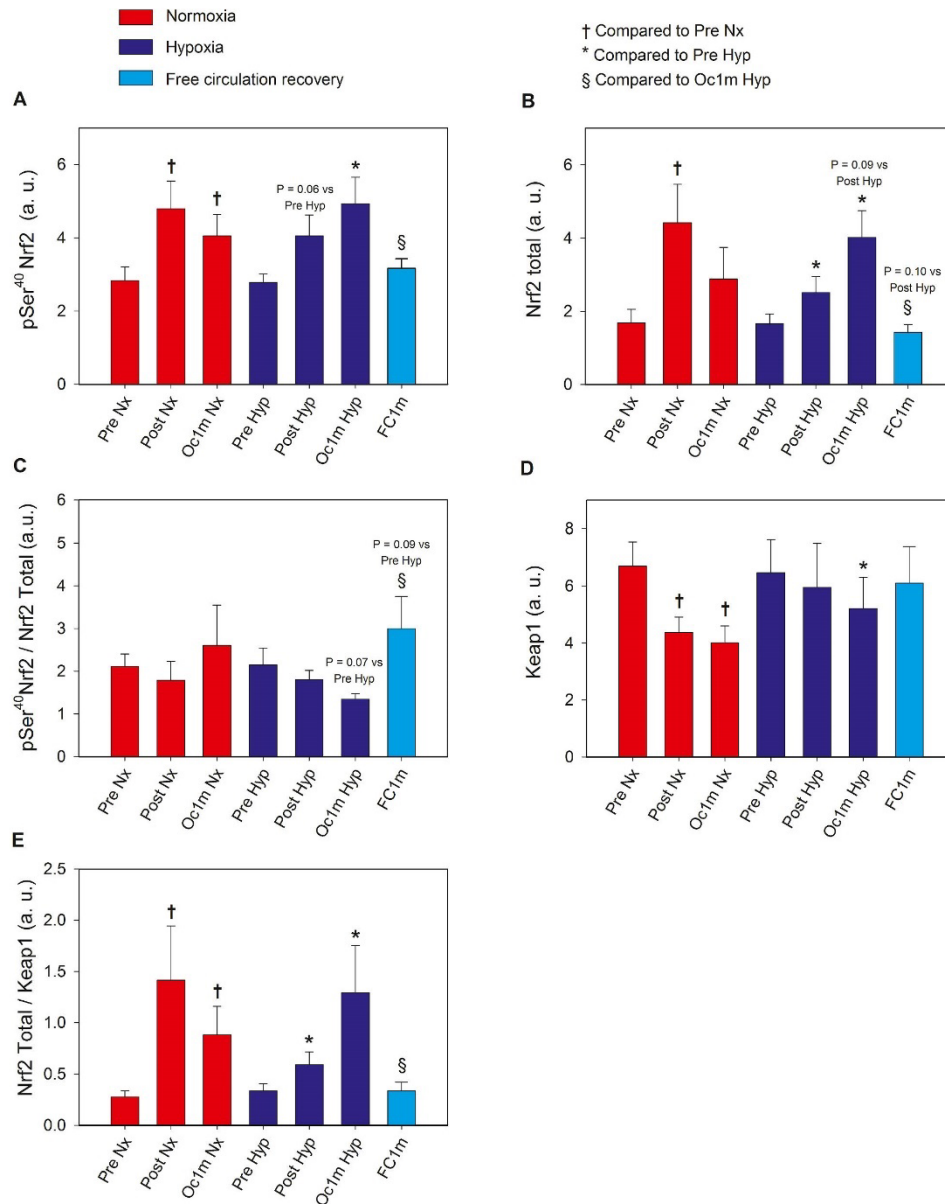 Normoxia
Hypoxia
Free circulation recovery
† Compared to Pre Nx
* Compared to Pre Hyp
§ Compared to Oc1m Hyp
A
pSer⁴⁰ Nrf2 (a. u.)
6
4
2
0
†
†
P = 0.06 vs
Pre Hyp
*
§
Pre Nx
Post Nx
Oc1m Nx
Pre Hyp
Post Hyp
Oc1m Hyp
FC1m
B
Nrf2 total (a. u.)
6
4
2
0
†
*
P = 0.09 vs
Post Hyp
*
P = 0.10 vs
Post Hyp
§
Pre Nx
Post Nx
Oc1m Nx
Pre Hyp
Post Hyp
Oc1m Hyp
FC1m
C
pSer⁴⁰Nrf2 / Nrf2 Total (a.u.)
6
5
4
3
2
1
0
P = 0.07 vs
Pre Hyp
P = 0.09 vs
Pre Hyp
§
Pre Nx
Post Nx
Oc1m Nx
Pre Hyp
Post Hyp
Oc1m Hyp
FC1m
D
Keap1 (a. u.)
8
6
4
2
0
†
†
*
Pre Nx
Post Nx
Oc1m Nx
Pre Hyp
Post Hyp
Oc1m Hyp
FC1m
E
Nrf2 Total / Keap1 (a. u.)
2.5
2.0
1.5
1.0
0.5
0.0
†
†
*
*
§
Pre Nx
Post Nx
Oc1m Nx
Pre Hyp
Post Hyp
Oc1m Hyp
FC1m